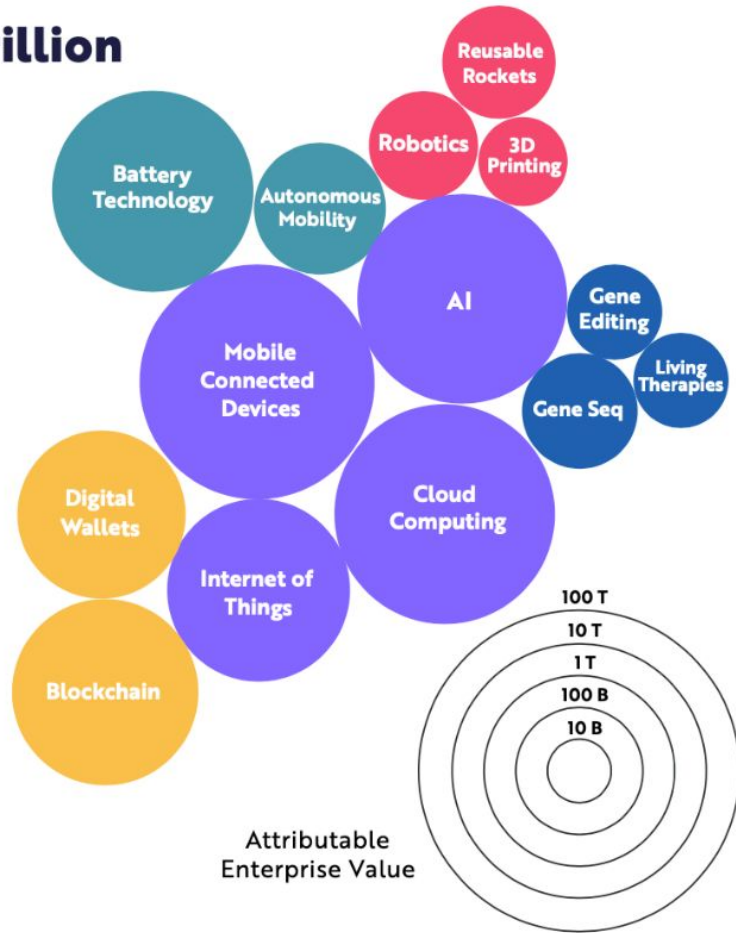 illion
Reusable
Rockets
Robotics
3D
Printing
Battery
Technology
Autonomous
Mobility
AI
Gene
Editing
Living
Therapies
Gene Seq
Mobile
Connected
Devices
Cloud
Computing
Digital
Wallets
Internet of
Things
Blockchain
100 T
10 T
1 T
100 B
10 B
Attributable
Enterprise Value